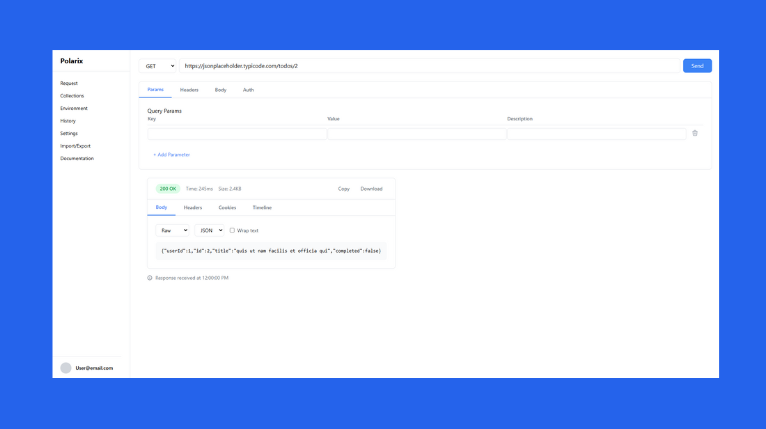 Polarix
Request
Collections
Environment
History
Settings
Import/Export
Documentation
User@email.com
GET https://jsonplaceholder.typicode.com/todos/2 Send
Params Headers Body Auth
Query Params
Key Value Description
+ Add Parameter
200 OK Time: 245ms Size: 2.4KB Copy Download
Body Headers Cookies Timeline
Raw JSON Wrap text
{"userId":1,"id":2,"title":"quis ut nam facilis et officia qui","completed":false}
Response received at 12:00:00 PM